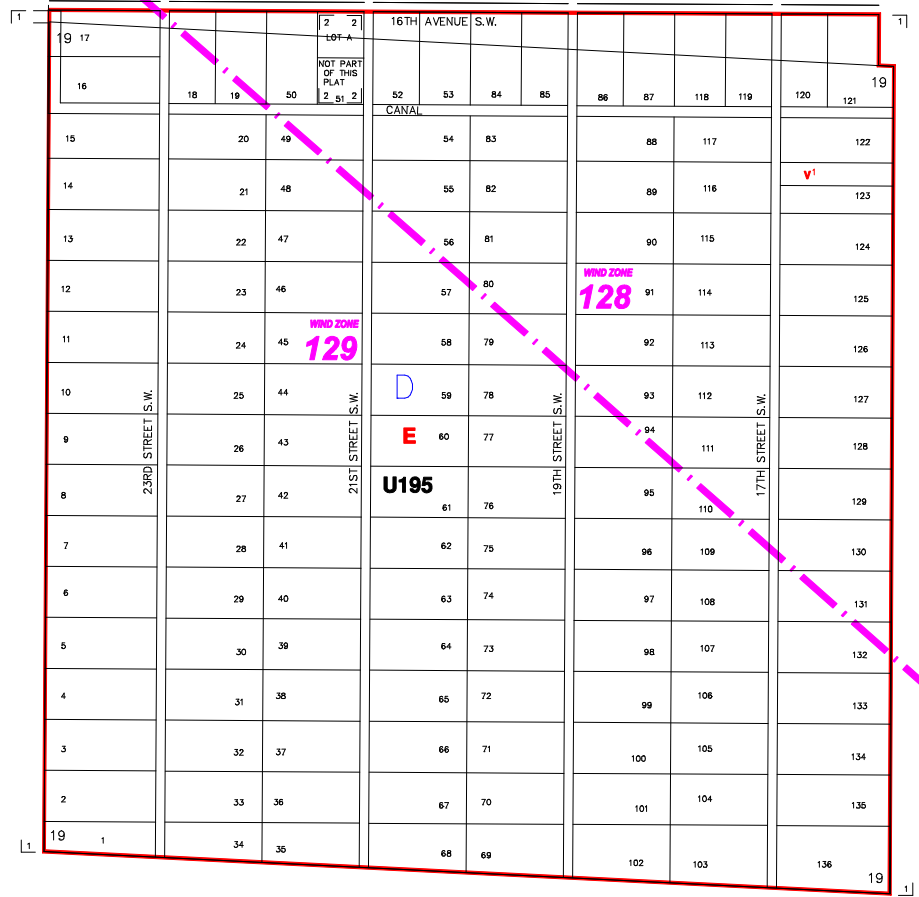 1
16TH AVENUE S.W.
1
2 2
LOT A
19 17
NOT PART
OF THIS
PLAT
16
19
18 19 50
2 51 2
52 53 84 85
86 87 118 119
120 121
CANAL
15 20 49 54 83 88 117 122
V¹
14 21 48 55 82 89 116 123
13 22 47 56 81 90 115 124
WIND ZONE
128
12 23 46 57 80 91 114 125
WIND ZONE
129
11 24 45 58 79 92 113 126
D
10 25 44 59 78 93 112 127
E
9 26 43 60 77 94 111 128
23RD STREET S.W.
21ST STREET S.W.
19TH STREET S.W.
17TH STREET S.W.
U195
8 27 42 61 76 95 110 129
7 28 41 62 75 96 109 130
6 29 40 63 74 97 108 131
5 30 39 64 73 98 107 132
4 31 38 65 72 99 106 133
3 32 37 66 71 100 105 134
2 33 36 67 70 101 104 135
19 1 34 35 68 69 102 103 136
1
19
1